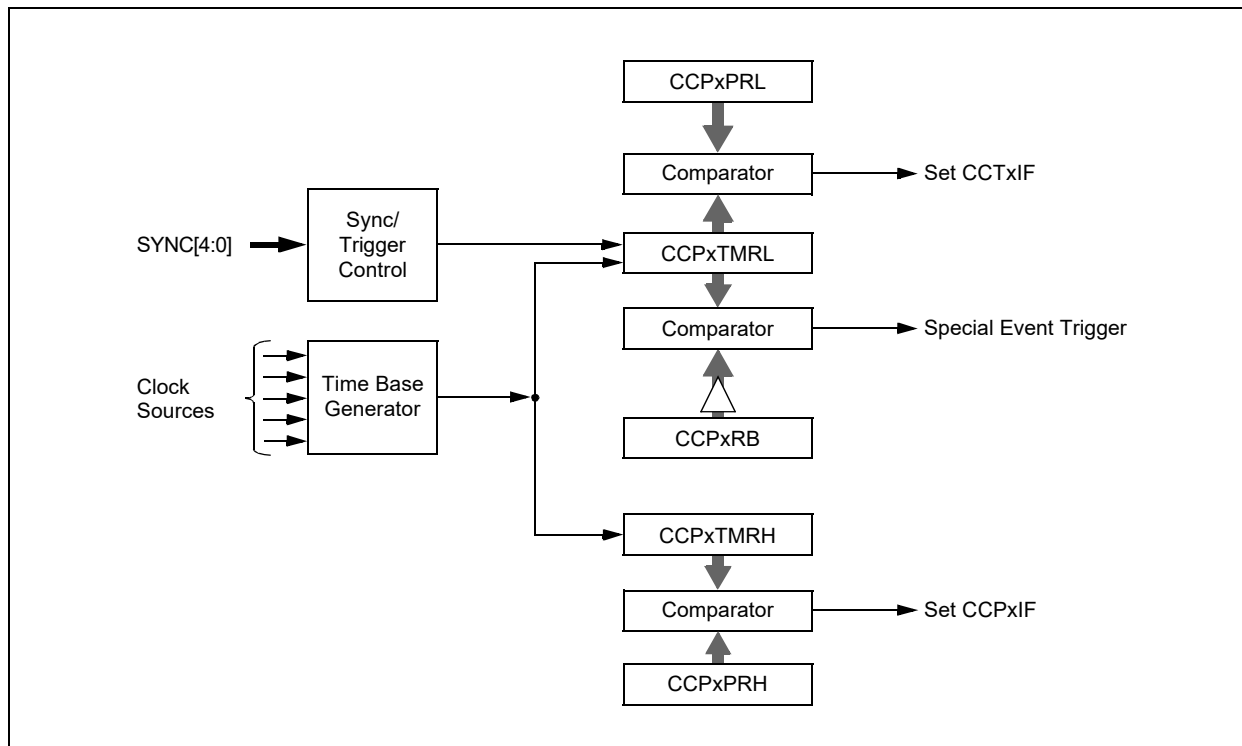 CCPxPRL
Comparator
Set CCTxIF
Sync/
Trigger
Control
SYNC[4:0]
CCPxTMRL
Comparator
Special Event Trigger
Clock
Sources
Time Base
Generator
CCPxRB
CCPxTMRH
Comparator
Set CCPxIF
CCPxPRH